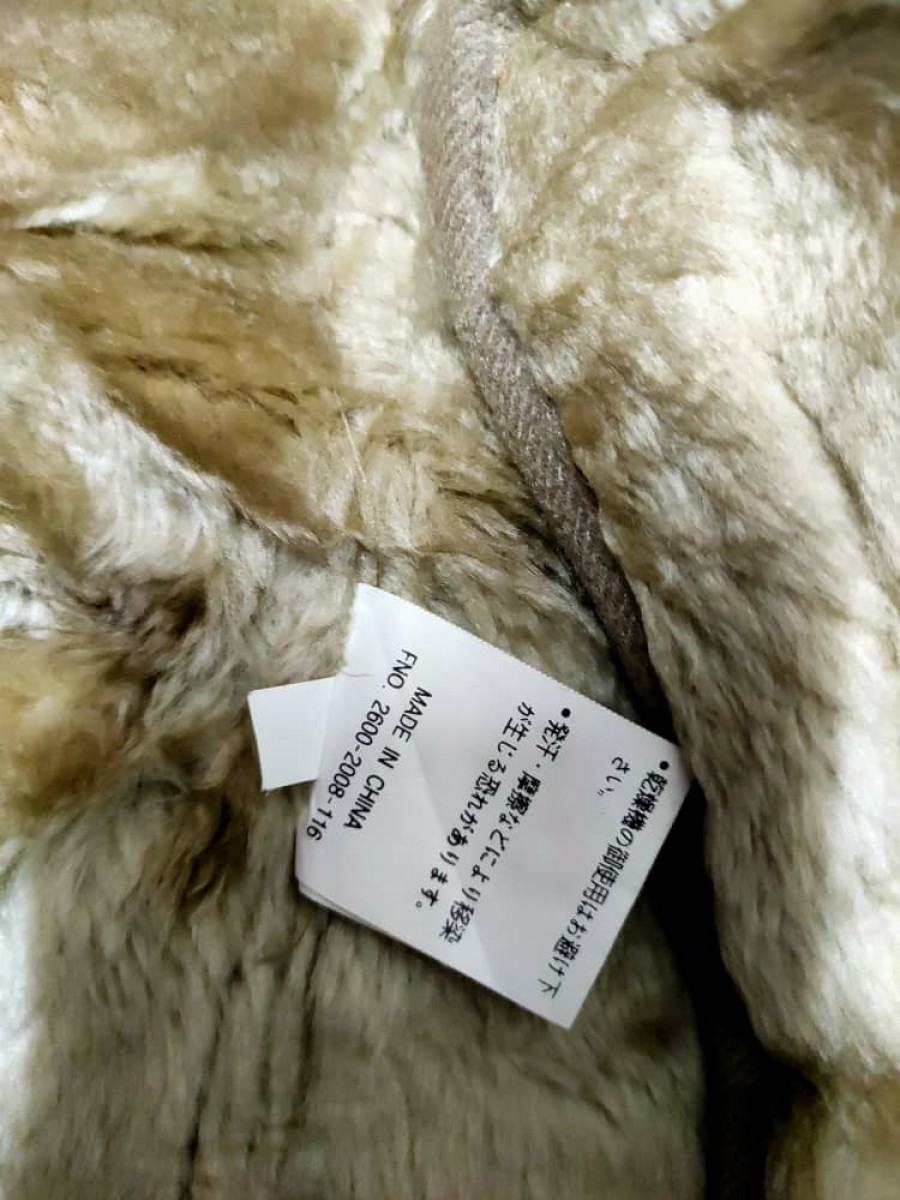 •乾燥機の御使用はお避け下
さい。
•発汗・摩擦などにより移染
が生じる恐れがあります。
MADE IN CHINA
FNO. 2600-2008-116